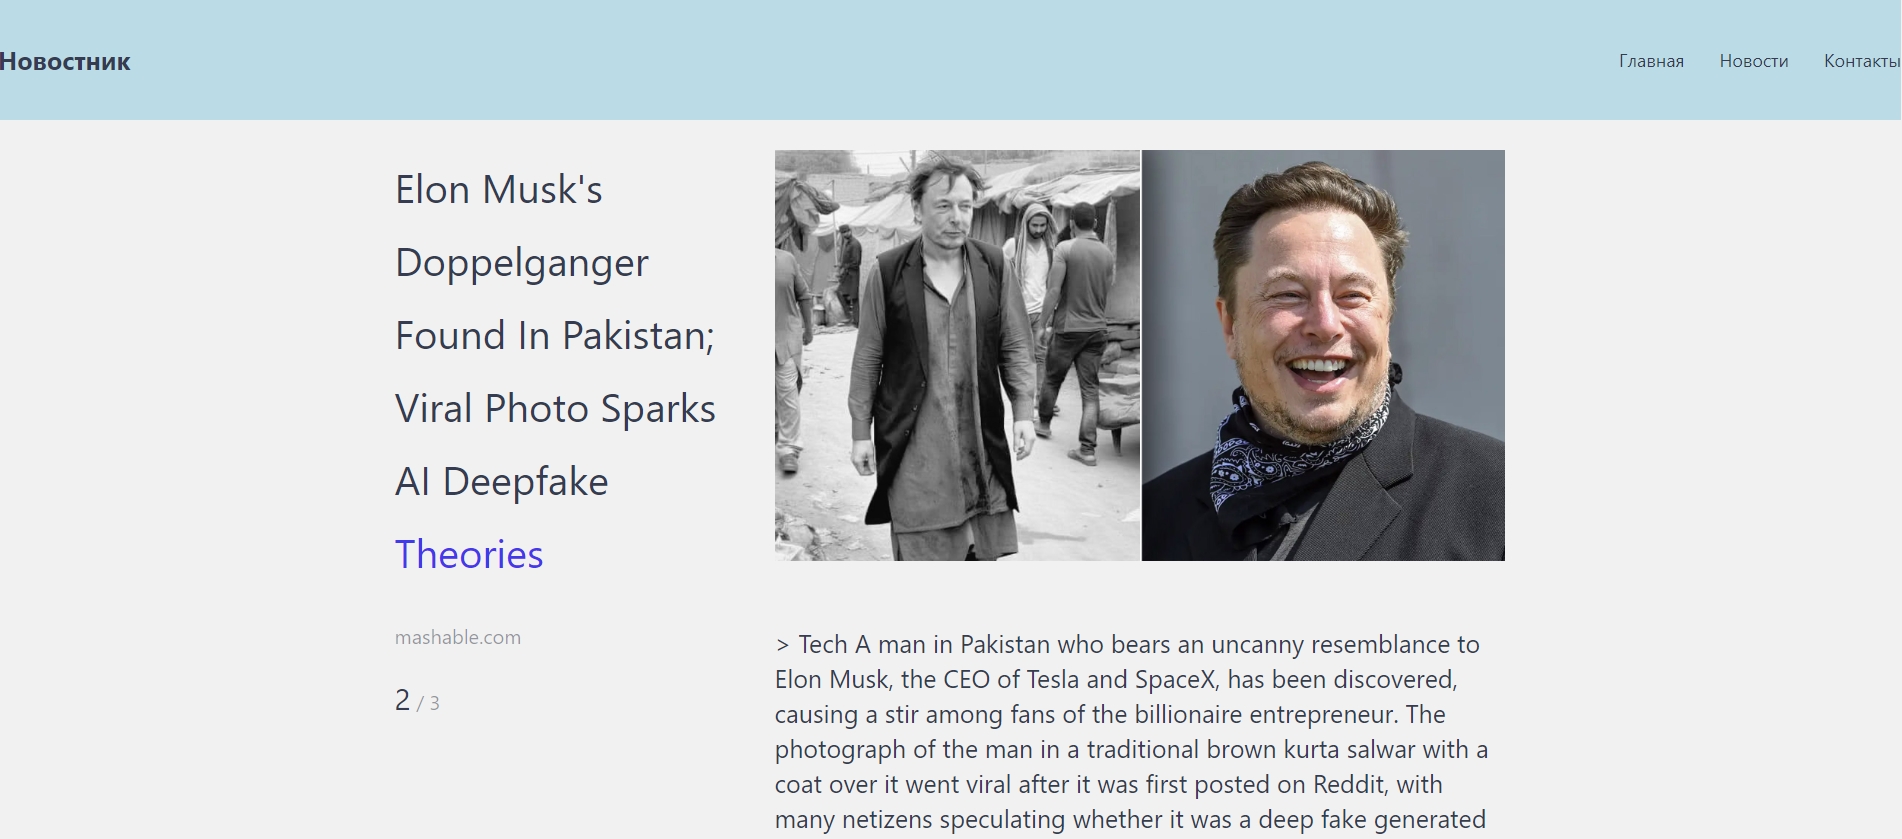 Новостник
Главная Новости Контакты
Elon Musk's
Doppelganger
Found In Pakistan;
Viral Photo Sparks
AI Deepfake
Theories
mashable.com
2 / 3
> Tech A man in Pakistan who bears an uncanny resemblance to
Elon Musk, the CEO of Tesla and SpaceX, has been discovered,
causing a stir among fans of the billionaire entrepreneur. The
photograph of the man in a traditional brown kurta salwar with a
coat over it went viral after it was first posted on Reddit, with
many netizens speculating whether it was a deep fake generated